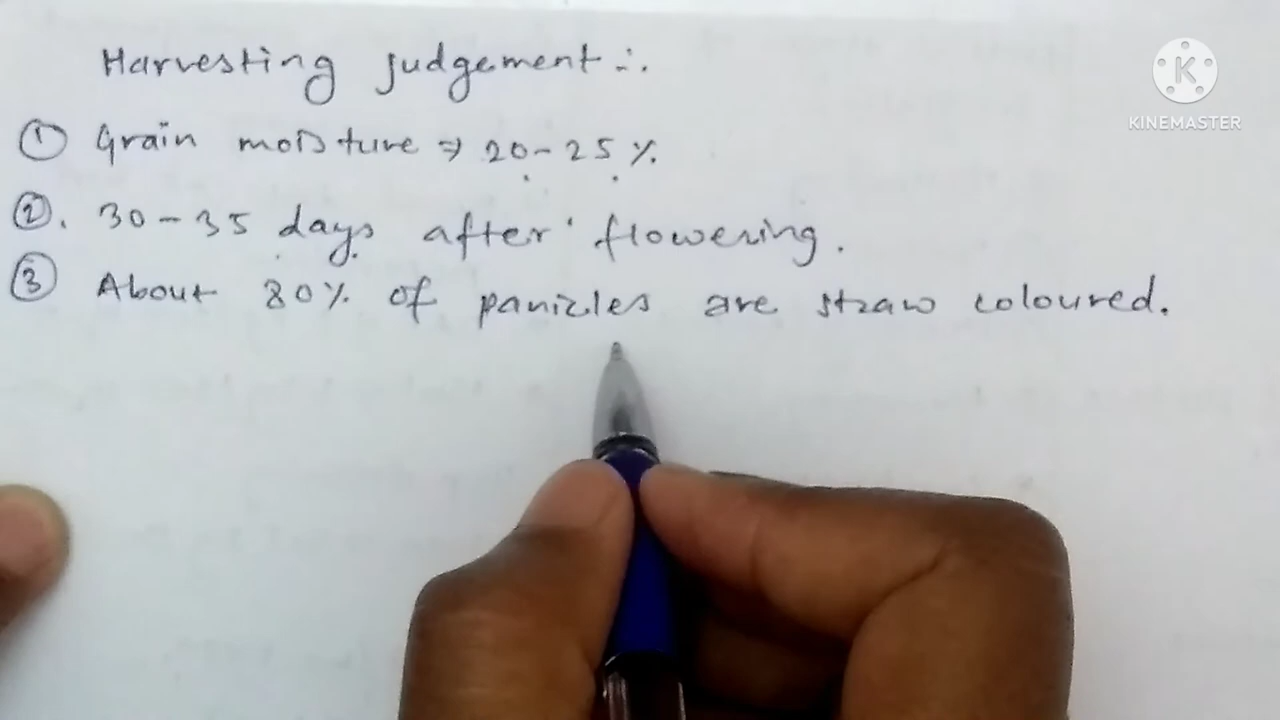 Harvesting judgement ∴.
KINEMASTER
① Grain moisture ⇒ 20-25%.
②. 30-35 days after flowering.
③ About 80% of panicles are straw coloured.